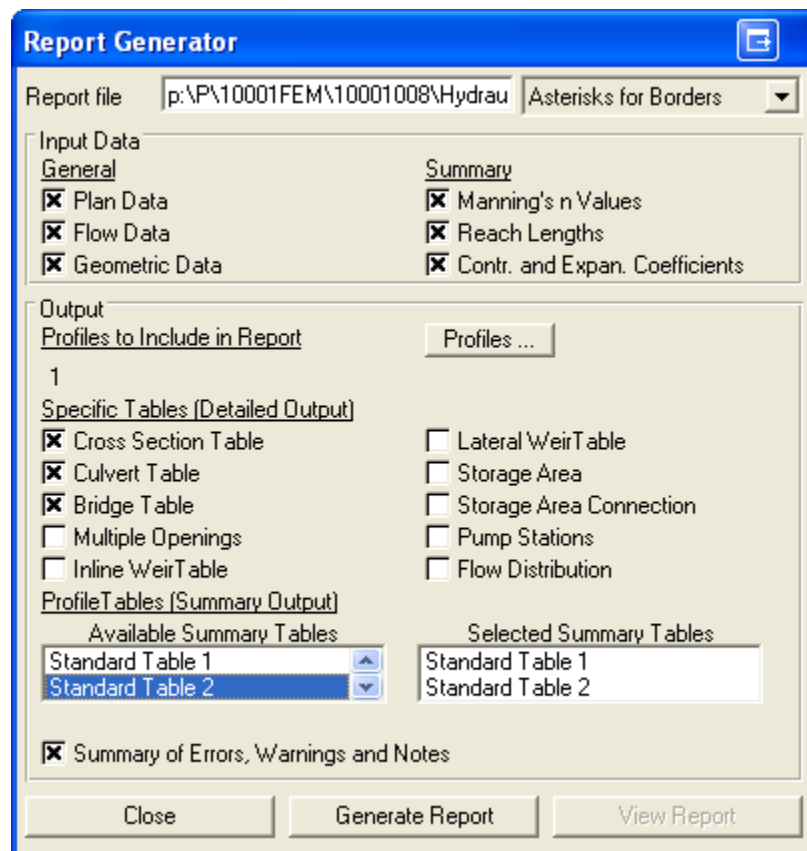 Report Generator
Report file p:\P\10001FEM\10001008\Hydrau Asterisks for Borders
Input Data
General Summary
Plan Data Manning's n Values
Flow Data Reach Lengths
Geometric Data Contr. and Expan. Coefficients
Output
Profiles to Include in Report Profiles ...
1
Specific Tables (Detailed Output)
Cross Section Table Lateral WeirTable
Culvert Table Storage Area
Bridge Table Storage Area Connection
Multiple Openings Pump Stations
Inline WeirTable Flow Distribution
ProfileTables (Summary Output)
Available Summary Tables Selected Summary Tables
Standard Table 1 Standard Table 1
Standard Table 2 Standard Table 2
Summary of Errors, Warnings and Notes
Close Generate Report View Report